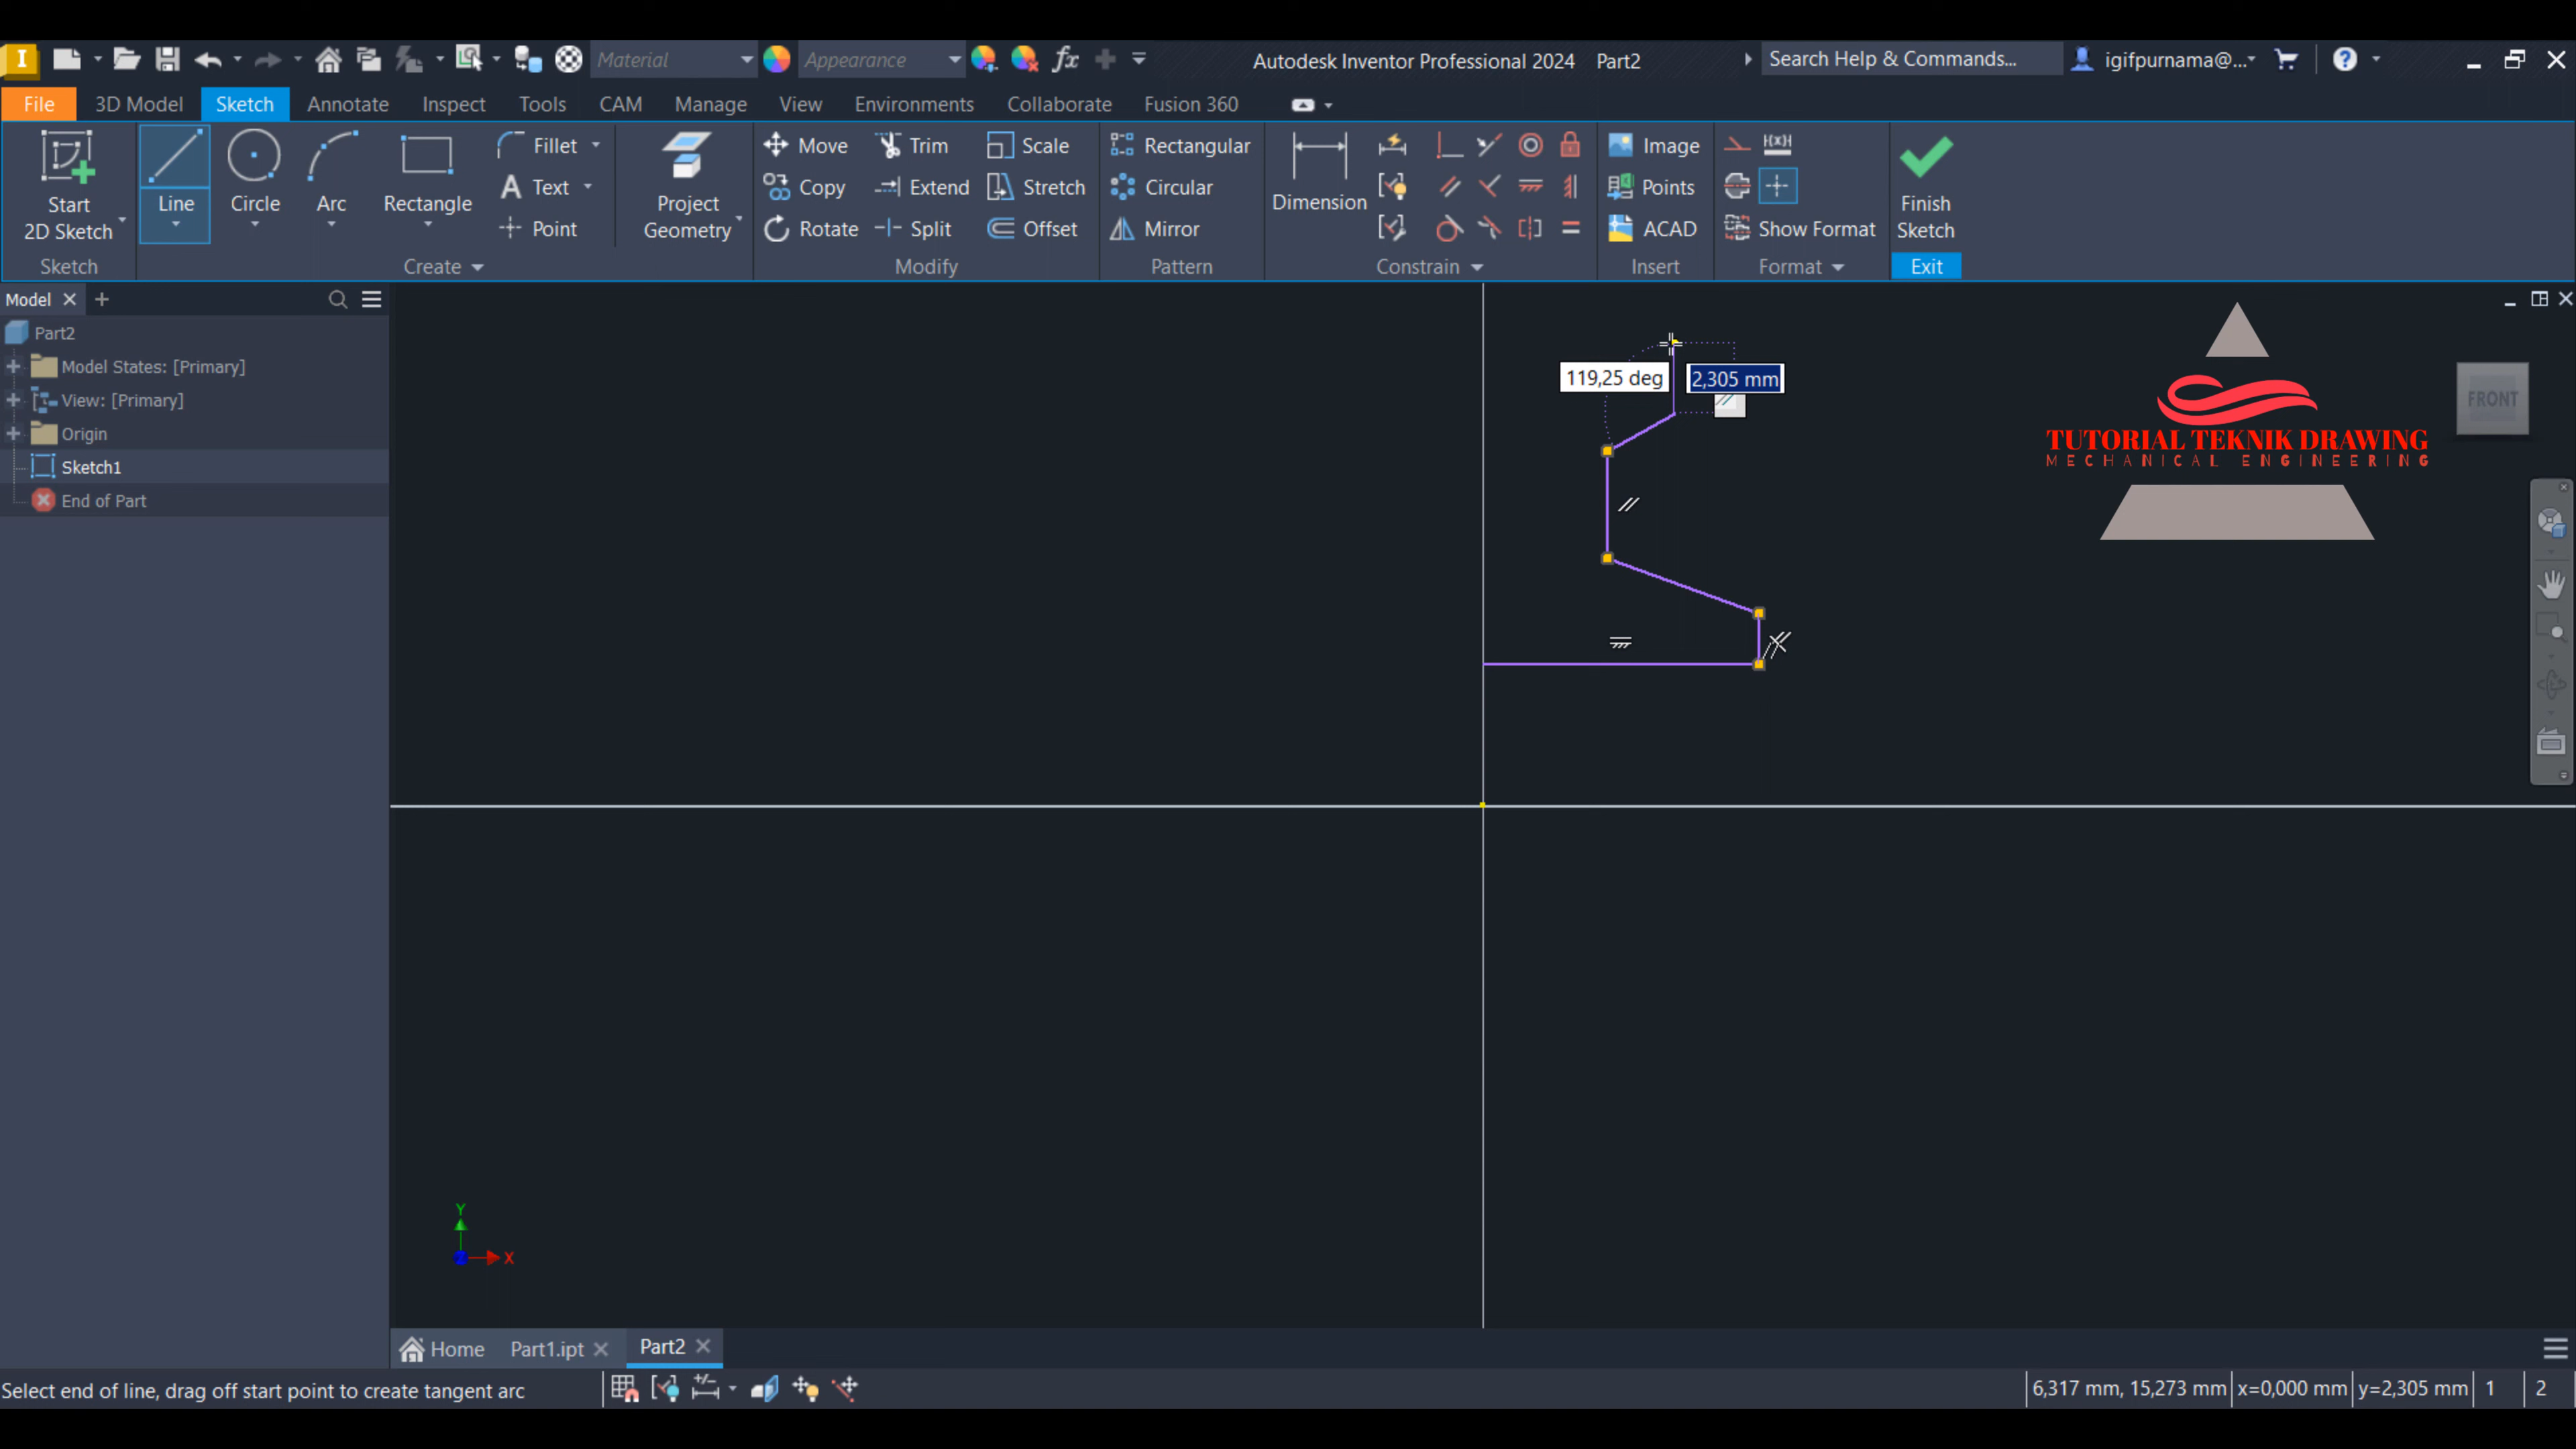 I Material Appearance fx Autodesk Inventor Professional 2024 Part2 Search Help & Commands... igifpurnama@...
File 3D Model Sketch Annotate Inspect Tools CAM Manage View Environments Collaborate Fusion 360
Start 2D Sketch Line Circle Arc Rectangle Fillet Text Point Project Geometry Move Copy Rotate Trim Extend Split Scale Stretch Offset Rectangular Circular Mirror Dimension Image Points ACAD Show Format Finish Sketch
Sketch Create Modify Pattern Constrain Insert Format Exit
Model
Part2
Model States: [Primary]
View: [Primary]
Origin
Sketch1
End of Part
119,25 deg 2,305 mm
TUTORIAL TEKNIK DRAWING
MECHANICAL ENGINEERING
FRONT
Y
X
Home Part1.ipt Part2
Select end of line, drag off start point to create tangent arc
6,317 mm, 15,273 mm x=0,000 mm y=2,305 mm 1 2